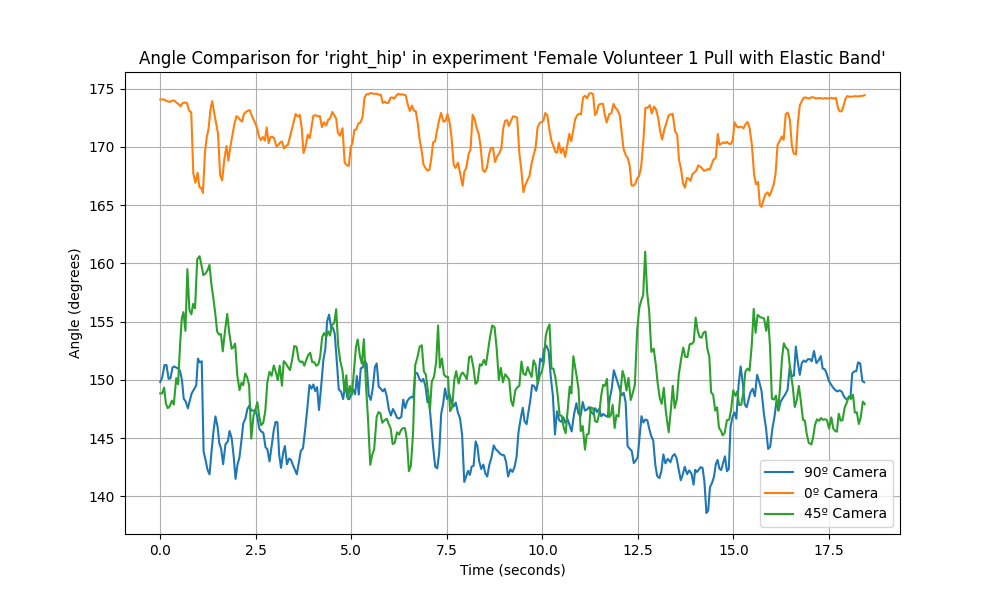 Angle Comparison for 'right_hip' in experiment 'Female Volunteer 1 Pull with Elastic Band'
Angle (degrees)
175
170
165
160
155
150
145
140
90º Camera
0º Camera
45º Camera
0.0 2.5 5.0 7.5 10.0 12.5 15.0 17.5
Time (seconds)